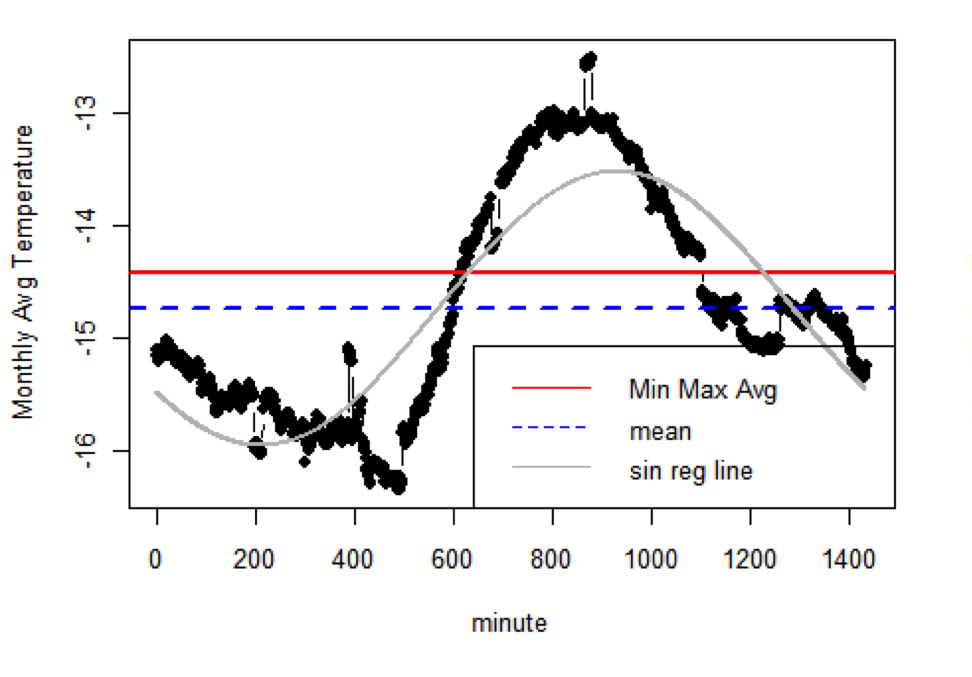 Monthly Avg Temperature
-13
-14
-15
-16
Min Max Avg
mean
sin reg line
0 200 400 600 800 1000 1200 1400
minute